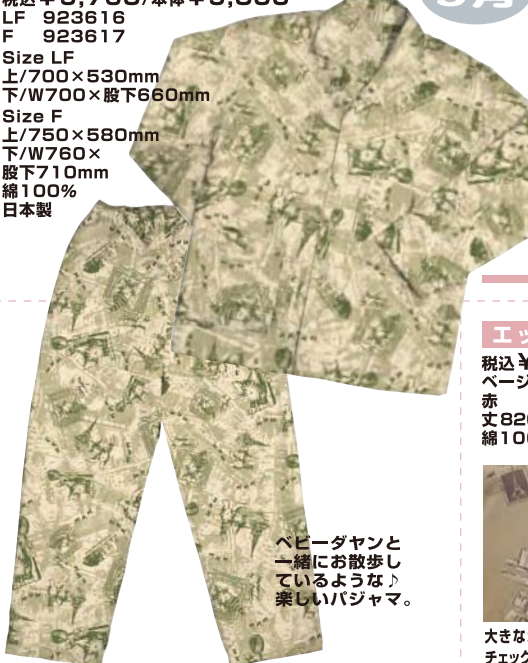 LF 923616
F 923617
Size LF
上/700×530mm
下/W700×股下660mm
Size F
上/750×580mm
下/W760×
股下710mm
綿100%
日本製
ベビーダヤンと
一緒にお散歩し
ているような♪
楽しいパジャマ。
エッ
税込¥
ベージ
赤
丈82
綿10
大きな
チェック